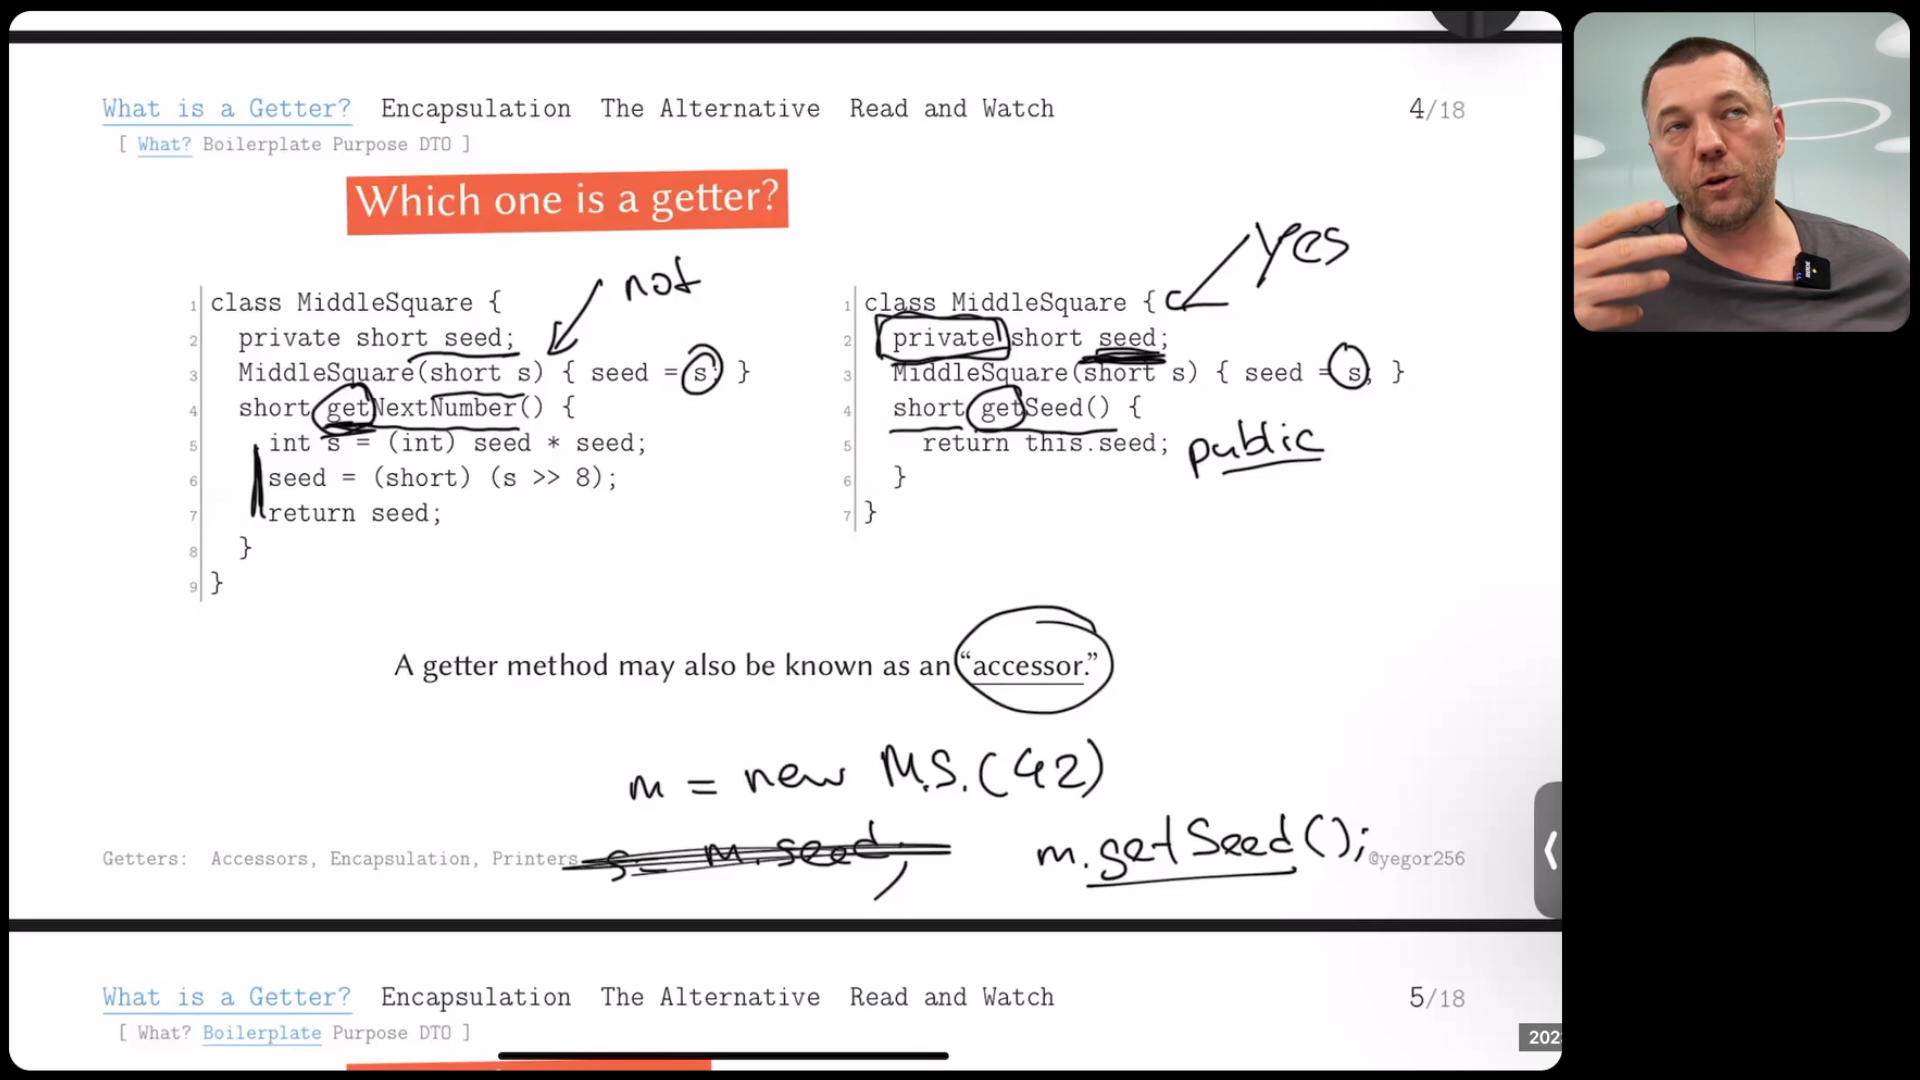 What is a Getter? Encapsulation The Alternative Read and Watch 4/18
[ What? Boilerplate Purpose DTO ]
Which one is a getter?
not
1 class MiddleSquare {
2 private short seed;
3 MiddleSquare(short s) { seed = s; }
4 short getNextNumber() {
5 int s = (int) seed * seed;
6 seed = (short) (s >> 8);
7 return seed;
8 }
9 }
yes
1 class MiddleSquare {
2 private short seed;
3 MiddleSquare(short s) { seed = s; }
4 short getSeed() {
5 return this.seed;
6 }
7 }
public
A getter method may also be known as an “accessor.”
m = new M.S.(42)
s = m.seed;
m.getSeed();
Getters: Accessors, Encapsulation, Printers
@yegor256
What is a Getter? Encapsulation The Alternative Read and Watch 5/18
[ What? Boilerplate Purpose DTO ]